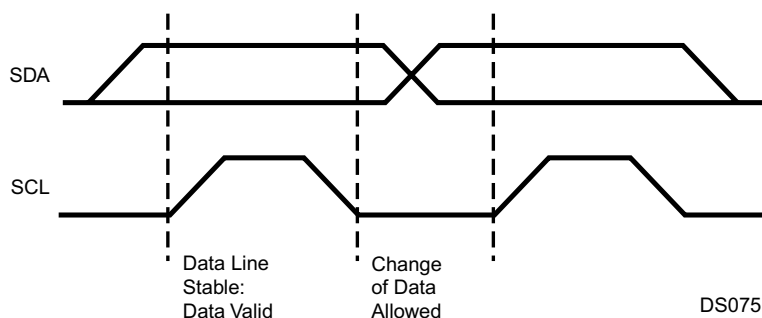 SDA
SCL
Data Line
Stable:
Data Valid
Change
of Data
Allowed
DS075